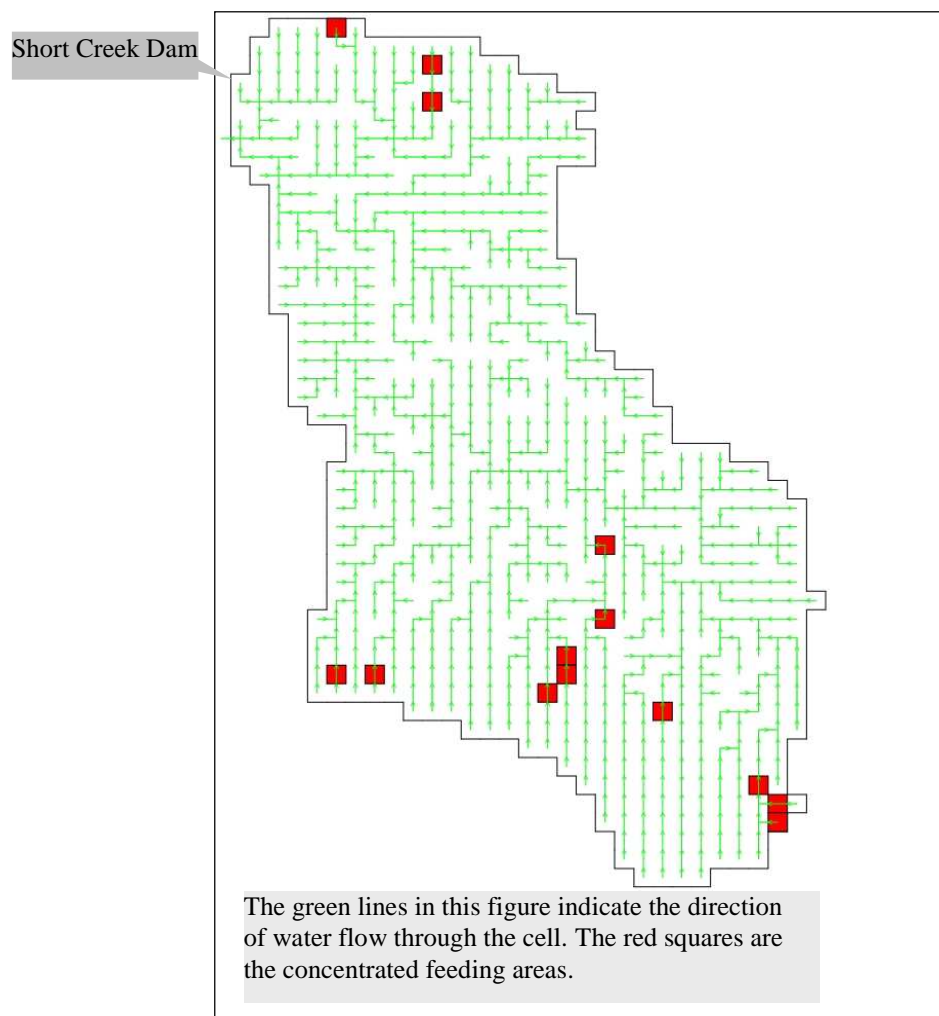 Short Creek Dam
The green lines in this figure indicate the direction
of water flow through the cell. The red squares are
the concentrated feeding areas.